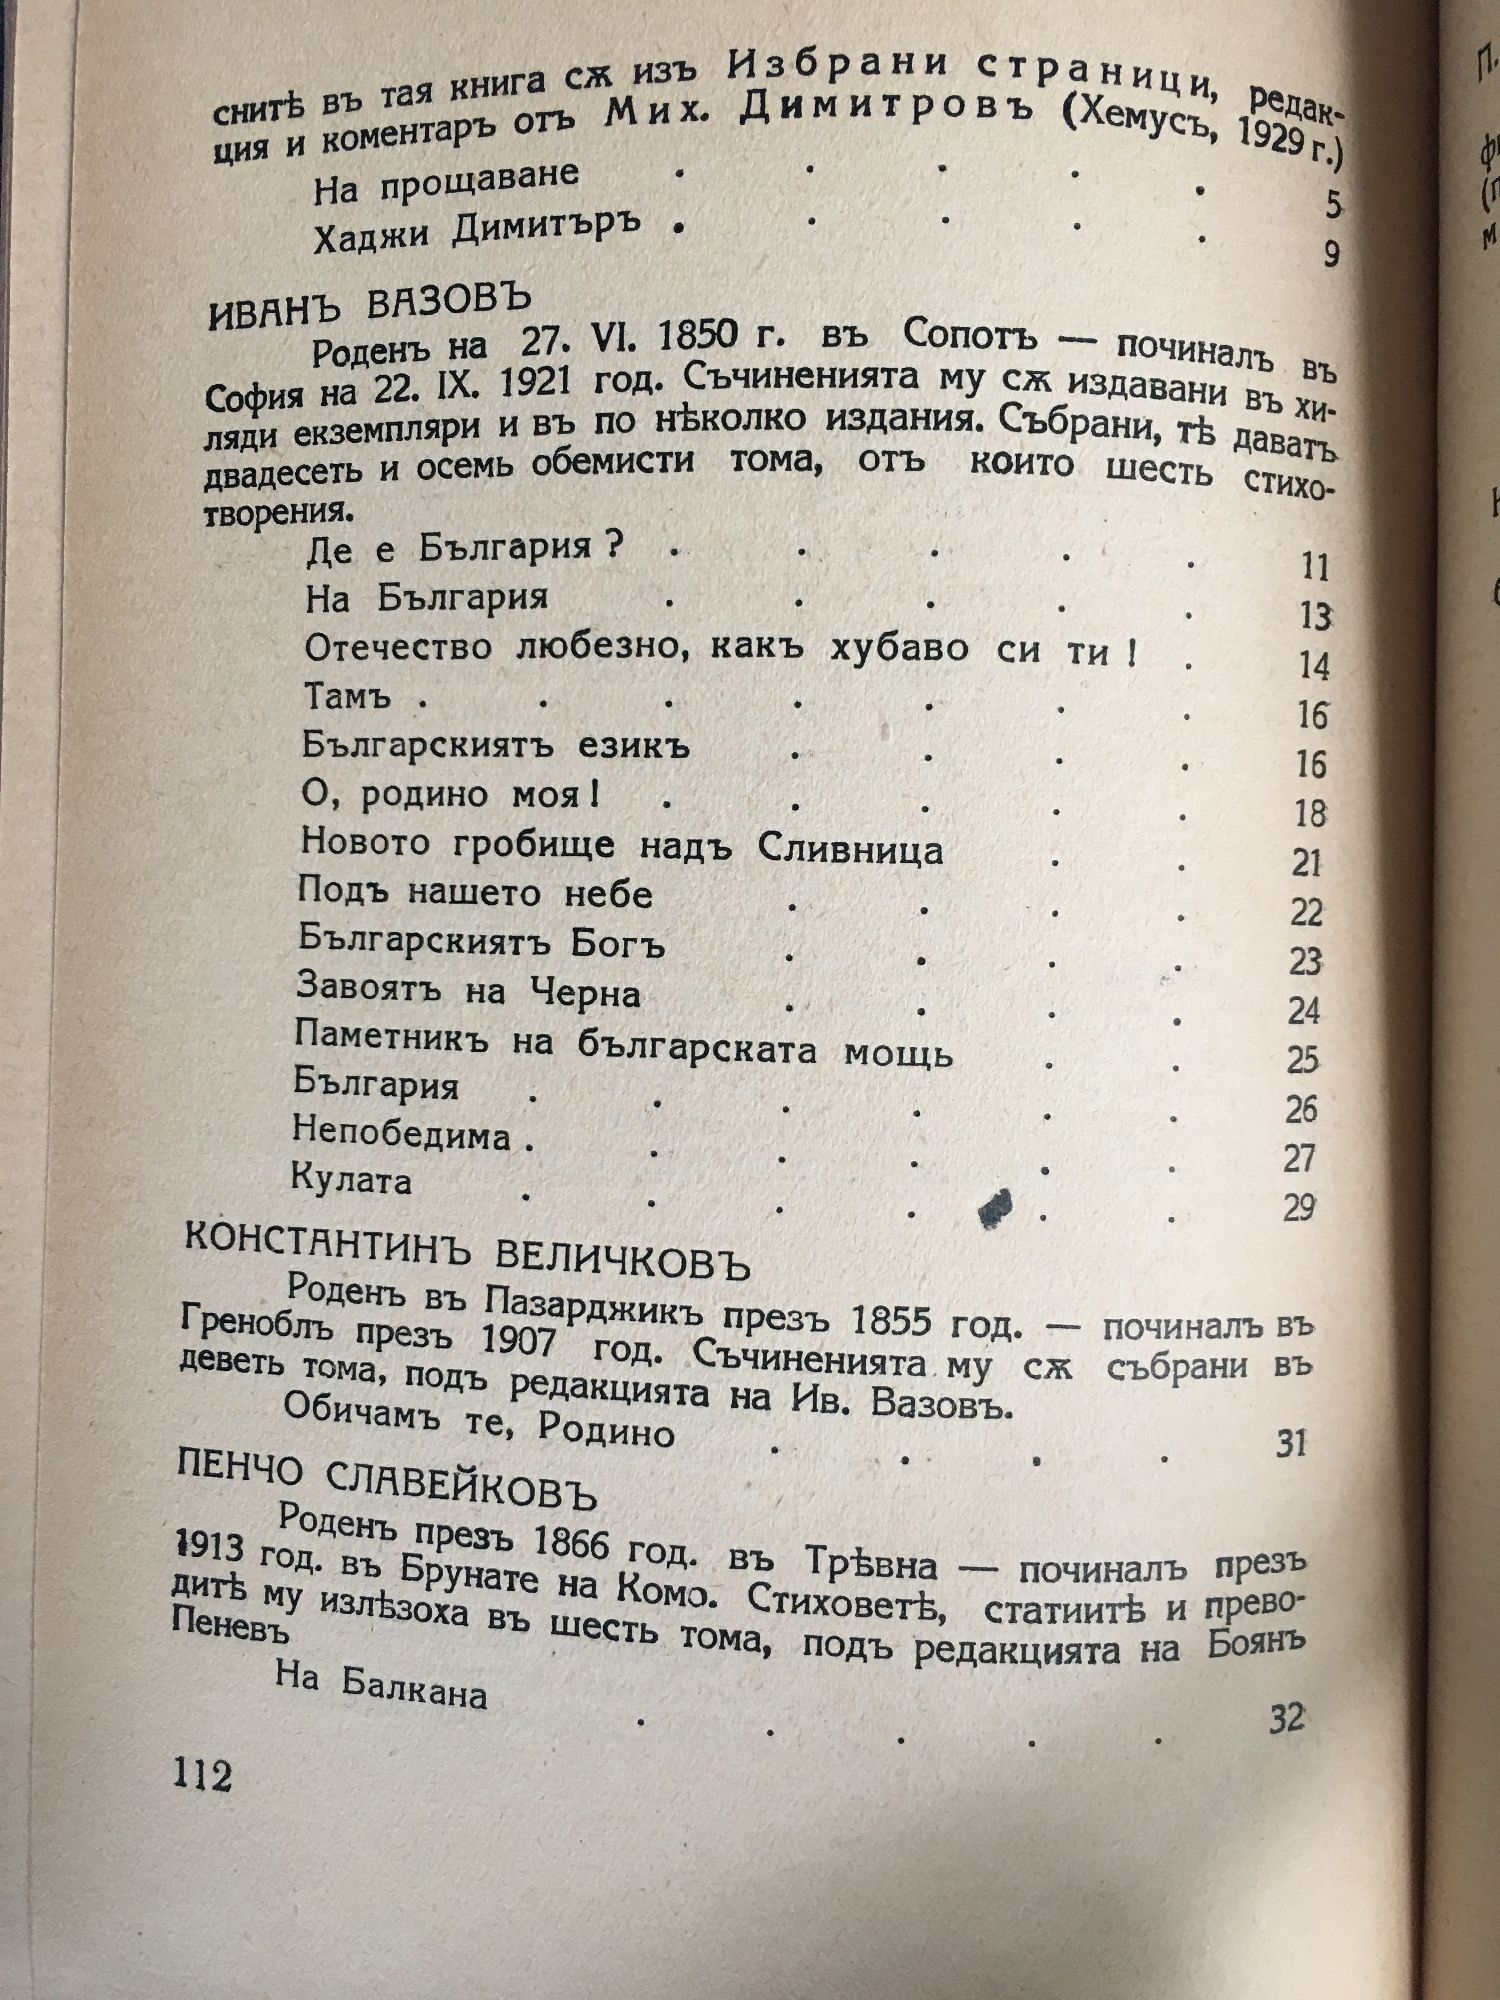 снитѣ въ тая книга сѫ изъ Избрани страници, редак-
ция и коментаръ отъ Мих. Димитровъ (Хемусъ, 1929 г.)
На прощаване . . . . . 5
Хаджи Димитъръ . . . . . 9
ИВАНЪ ВАЗОВЪ
Роденъ на 27. VI. 1850 г. въ Сопотъ — починалъ въ
София на 22. IX. 1921 год. Съчиненията му сѫ издавани въ хи-
ляди екземпляри и въ по нѣколко издания. Събрани, тѣ даватъ
двадесеть и осемь обемисти тома, отъ които шесть стихо-
творения.
Де е България ? . . . . . 11
На България . . . . . 13
Отечество любезно, какъ хубаво си ти ! . 14
Тамъ . . . . . . . 16
Българскиятъ езикъ . . . . 16
О, родино моя ! . . . . . 18
Новото гробище надъ Сливница . . 21
Подъ нашето небе . . . . 22
Българскиятъ Богъ . . . . 23
Завоятъ на Черна . . . . 24
Паметникъ на българската мощь . . 25
България . . . . . . 26
Непобедима . . . . . . 27
Кулата . . . . . . 29
КОНСТАНТИНЪ ВЕЛИЧКОВЪ
Роденъ въ Пазарджикъ презъ 1855 год. — починалъ въ
Гренобль презъ 1907 год. Съчиненията му сѫ събрани въ
деветь тома, подъ редакцията на Ив. Вазовъ.
Обичамъ те, Родино . . . . 31
ПЕНЧО СЛАВЕЙКОВЪ
Роденъ презъ 1866 год. въ Трѣвна — починалъ презъ
1913 год. въ Брунате на Комо. Стиховетѣ, статиитѣ и прево-
дитѣ му излѣзоха въ шесть тома, подъ редакцията на Боянъ
Пеневъ
На Балкана . . . . . 32
112